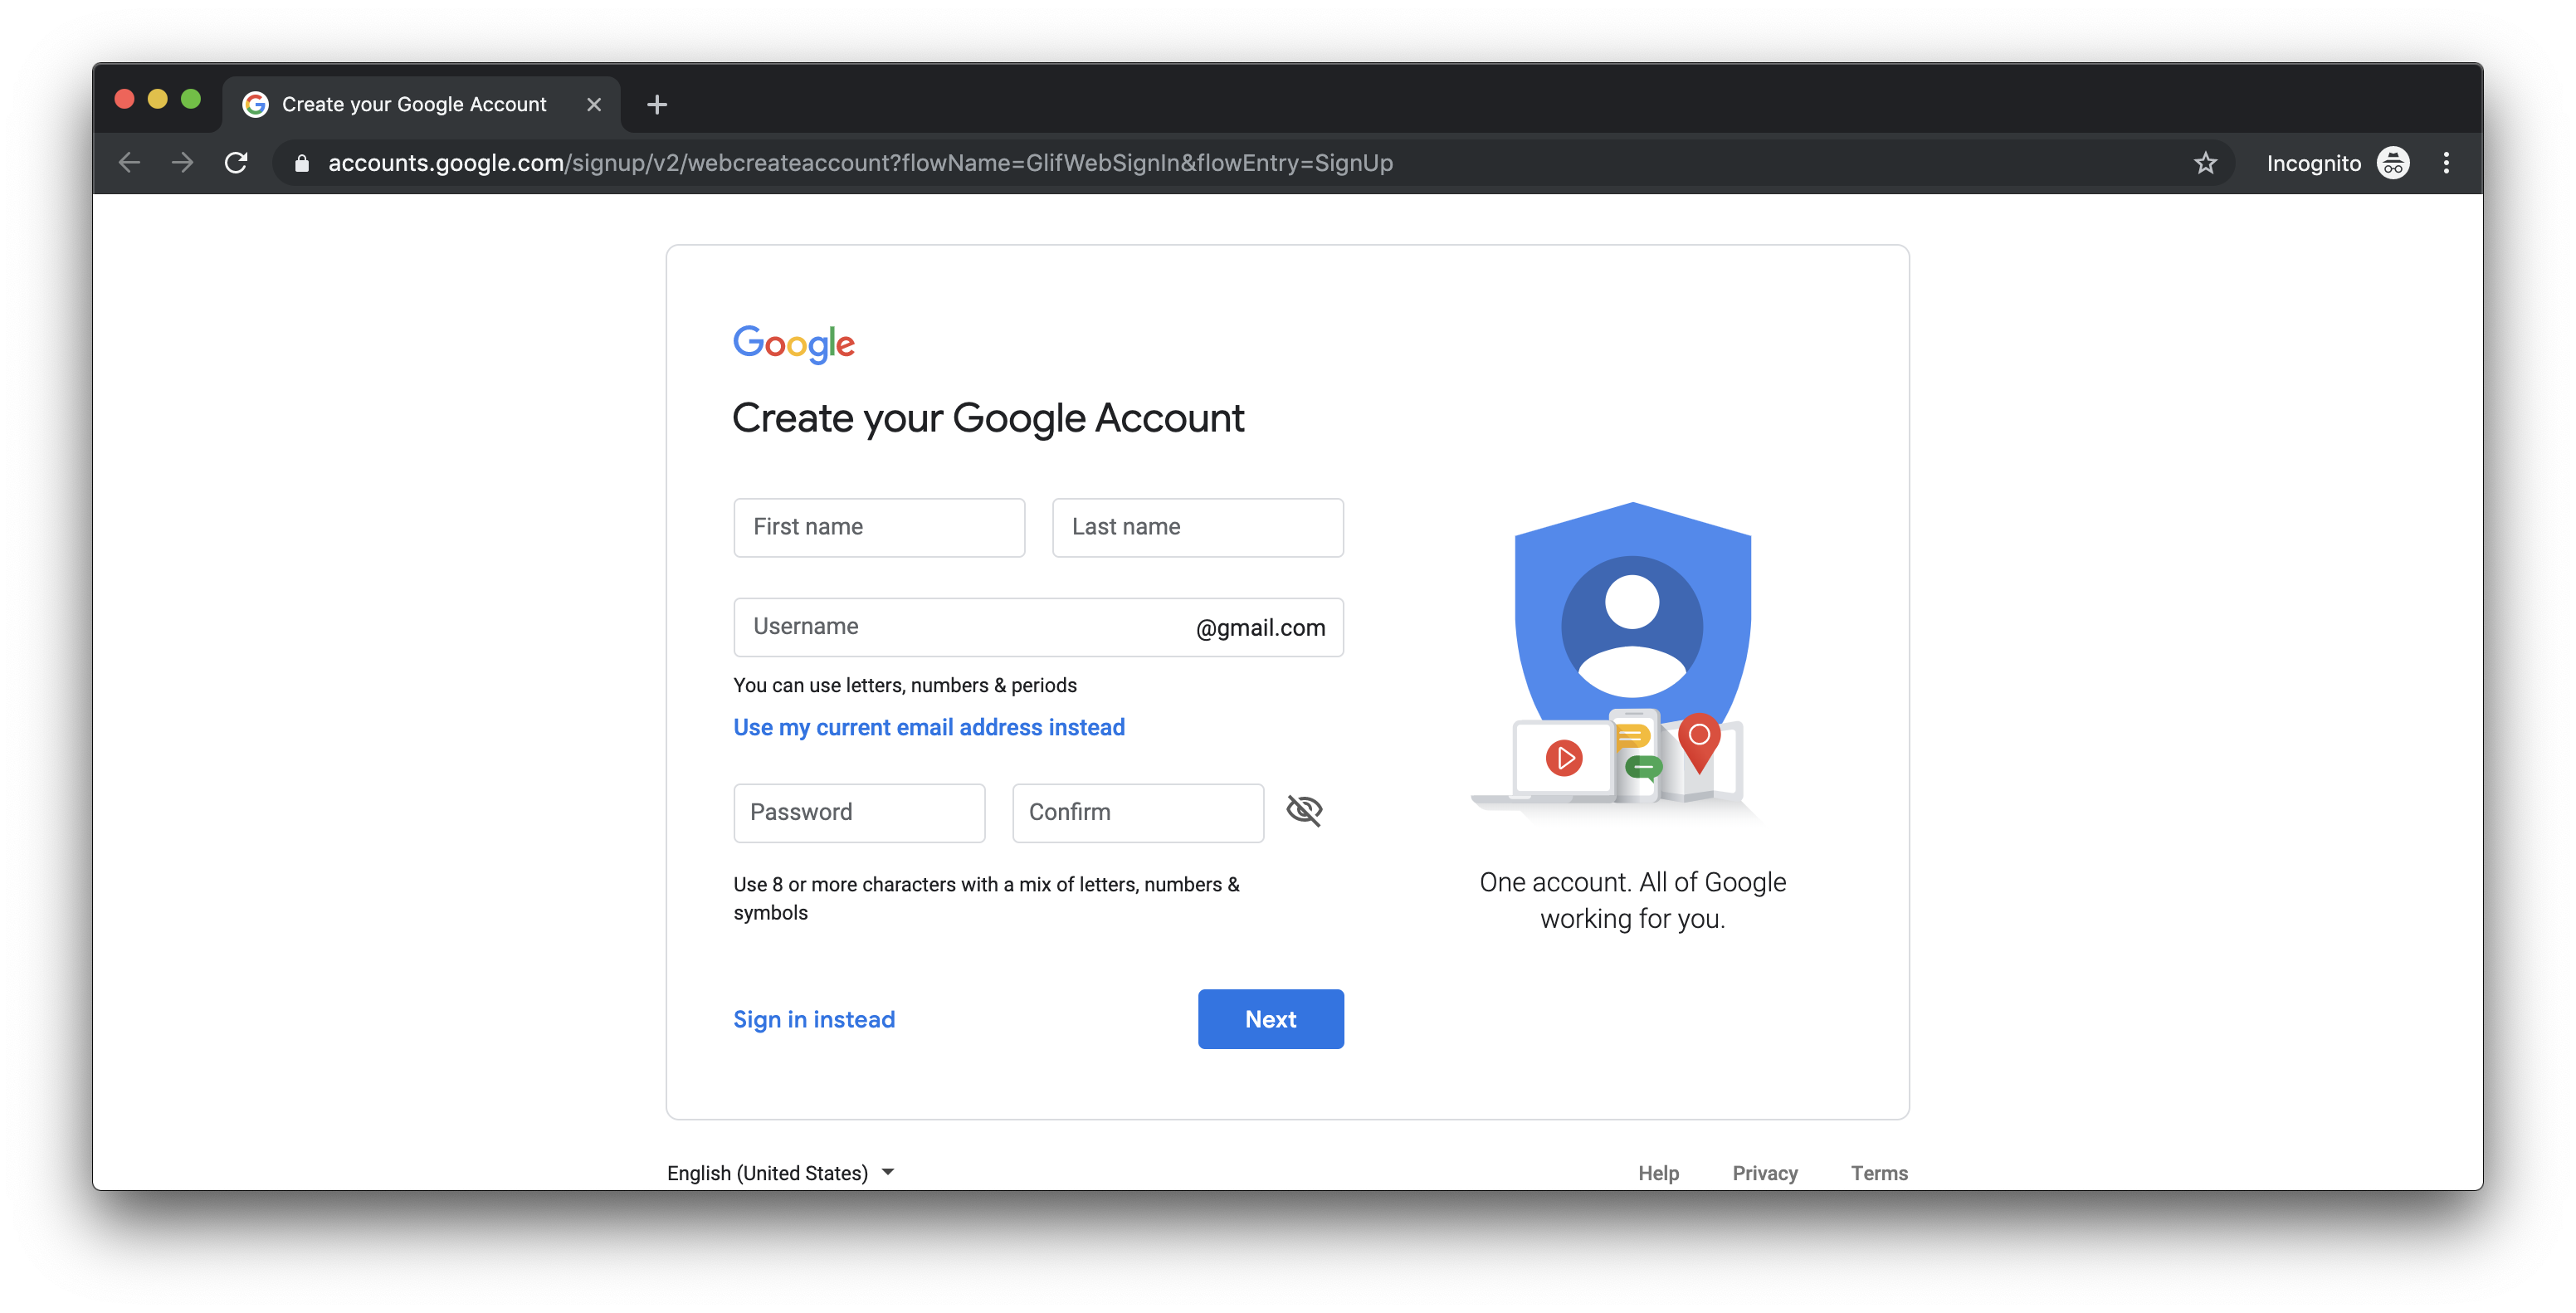 Create your Google Account
accounts.google.com/signup/v2/webcreateaccount?flowName=GlifWebSignIn&flowEntry=SignUp
Incognito
Google
Create your Google Account
First name
Last name
Username
@gmail.com
You can use letters, numbers & periods
Use my current email address instead
Password
Confirm
Use 8 or more characters with a mix of letters, numbers &
symbols
One account. All of Google
working for you.
Sign in instead
Next
English (United States)
Help
Privacy
Terms